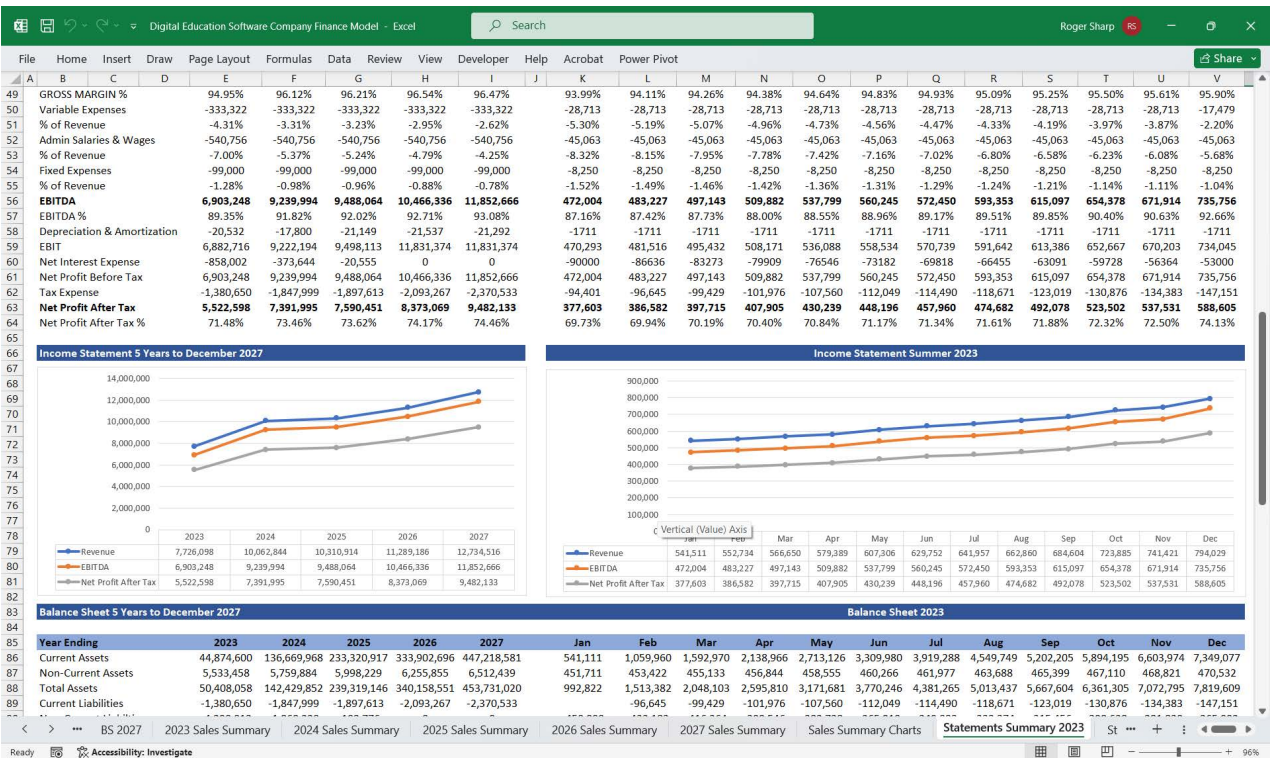 Digital Education Software Company Finance Model - Excel
Search
Roger Sharp RS
File Home Insert Draw Page Layout Formulas Data Review View Developer Help Acrobat Power Pivot Share
A B C D E F G H I J K L M N O P Q R S T U V
49 GROSS MARGIN % 94.95% 96.12% 96.21% 96.54% 96.47% 93.99% 94.11% 94.26% 94.38% 94.64% 94.83% 94.93% 95.09% 95.25% 95.50% 95.61% 95.90%
50 Variable Expenses -333,322 -333,322 -333,322 -333,322 -333,322 -28,713 -28,713 -28,713 -28,713 -28,713 -28,713 -28,713 -28,713 -28,713 -28,713 -28,713 -17,479
51 % of Revenue -4.31% -3.31% -3.23% -2.95% -2.62% -5.30% -5.19% -5.07% -4.96% -4.73% -4.56% -4.47% -4.33% -4.19% -3.97% -3.87% -2.20%
52 Admin Salaries & Wages -540,756 -540,756 -540,756 -540,756 -540,756 -45,063 -45,063 -45,063 -45,063 -45,063 -45,063 -45,063 -45,063 -45,063 -45,063 -45,063 -45,063
53 % of Revenue -7.00% -5.37% -5.24% -4.79% -4.25% -8.32% -8.15% -7.95% -7.78% -7.42% -7.16% -7.02% -6.80% -6.58% -6.23% -6.08% -5.68%
54 Fixed Expenses -99,000 -99,000 -99,000 -99,000 -99,000 -8,250 -8,250 -8,250 -8,250 -8,250 -8,250 -8,250 -8,250 -8,250 -8,250 -8,250 -8,250
55 % of Revenue -1.28% -0.98% -0.96% -0.88% -0.78% -1.52% -1.49% -1.46% -1.42% -1.36% -1.31% -1.29% -1.24% -1.21% -1.14% -1.11% -1.04%
56 EBITDA 6,903,248 9,239,994 9,488,064 10,466,336 11,852,666 472,004 483,227 497,143 509,882 537,799 560,245 572,450 593,353 615,097 654,378 671,914 735,756
57 EBITDA % 89.35% 91.82% 92.02% 92.71% 93.08% 87.16% 87.42% 87.73% 88.00% 88.55% 88.96% 89.17% 89.51% 89.85% 90.40% 90.63% 92.66%
58 Depreciation & Amortization -20,532 -17,800 -21,149 -21,537 -21,292 -1711 -1711 -1711 -1711 -1711 -1711 -1711 -1711 -1711 -1711 -1711 -1711
59 EBIT 6,882,716 9,222,194 9,498,113 11,831,374 11,831,374 470,293 481,516 495,432 508,171 536,088 558,534 570,739 591,642 613,386 652,667 670,203 734,045
60 Net Interest Expense -858,002 -373,644 -20,555 0 0 -90000 -86636 -83273 -79909 -76546 -73182 -69818 -66455 -63091 -59728 -56364 -53000
61 Net Profit Before Tax 6,903,248 9,239,994 9,488,064 10,466,336 11,852,666 472,004 483,227 497,143 509,882 537,799 560,245 572,450 593,353 615,097 654,378 671,914 735,756
62 Tax Expense -1,380,650 -1,847,999 -1,897,613 -2,093,267 -2,370,533 -94,401 -96,645 -99,429 -101,976 -107,560 -112,049 -114,490 -118,671 -123,019 -130,876 -134,383 -147,151
63 Net Profit After Tax 5,522,598 7,391,995 7,590,451 8,373,069 9,482,133 377,603 386,582 397,715 407,905 430,239 448,196 457,960 474,682 492,078 523,502 537,531 588,605
64 Net Profit After Tax % 71.48% 73.46% 73.62% 74.17% 74.46% 69.73% 69.94% 70.19% 70.40% 70.84% 71.17% 71.34% 71.61% 71.88% 72.32% 72.50% 74.13%
65
66 Income Statement 5 Years to December 2027 Income Statement Summer 2023
67
68
69
70
71
72
73
74
75
76
77
78
79
80
81
82
14,000,000
12,000,000
10,000,000
8,000,000
6,000,000
4,000,000
2,000,000
0
2023 2024 2025 2026 2027
Revenue 7,726,098 10,062,844 10,310,914 11,289,186 12,734,516
EBITDA 6,903,248 9,239,994 9,488,064 10,466,336 11,852,666
Net Profit After Tax 5,522,598 7,391,995 7,590,451 8,373,069 9,482,133
900,000
800,000
700,000
600,000
500,000
400,000
300,000
200,000
100,000
Vertical (Value) Axis
Jan Feb Mar Apr May Jun Jul Aug Sep Oct Nov Dec
Revenue 541,511 552,734 566,650 579,389 607,306 629,752 641,957 662,860 684,604 723,885 741,421 794,029
EBITDA 472,004 483,227 497,143 509,882 537,799 560,245 572,450 593,353 615,097 654,378 671,914 735,756
Net Profit After Tax 377,603 386,582 397,715 407,905 430,239 448,196 457,960 474,682 492,078 523,502 537,531 588,605
83 Balance Sheet 5 Years to December 2027 Balance Sheet 2023
84
85 Year Ending 2023 2024 2025 2026 2027 Jan Feb Mar Apr May Jun Jul Aug Sep Oct Nov Dec
86 Current Assets 44,874,600 136,669,968 233,320,917 333,902,696 447,218,581 541,111 1,059,960 1,592,970 2,138,966 2,713,126 3,309,980 3,919,288 4,549,749 5,202,205 5,894,195 6,603,974 7,349,077
87 Non-Current Assets 5,533,458 5,759,884 5,998,229 6,255,855 6,512,439 451,711 453,422 455,133 456,844 458,555 460,266 461,977 463,688 465,399 467,110 468,821 470,532
88 Total Assets 50,408,058 142,429,852 239,319,146 340,158,551 453,731,020 992,822 1,513,382 2,048,103 2,595,810 3,171,681 3,770,246 4,381,265 5,013,437 5,667,604 6,361,305 7,072,795 7,819,609
89 Current Liabilities -1,380,650 -1,847,999 -1,897,613 -2,093,267 -2,370,533 -96,645 -99,429 -101,976 -107,560 -112,049 -114,490 -118,671 -123,019 -130,876 -134,383 -147,151
BS 2027 2023 Sales Summary 2024 Sales Summary 2025 Sales Summary 2026 Sales Summary 2027 Sales Summary Sales Summary Charts Statements Summary 2023 St
Ready Accessibility: Investigate 96%